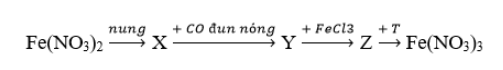 Fe(NO₃)₂ —nung→ X —+ CO đun nóng→ Y —+ FeCl3→ Z —+ T→ Fe(NO₃)₃